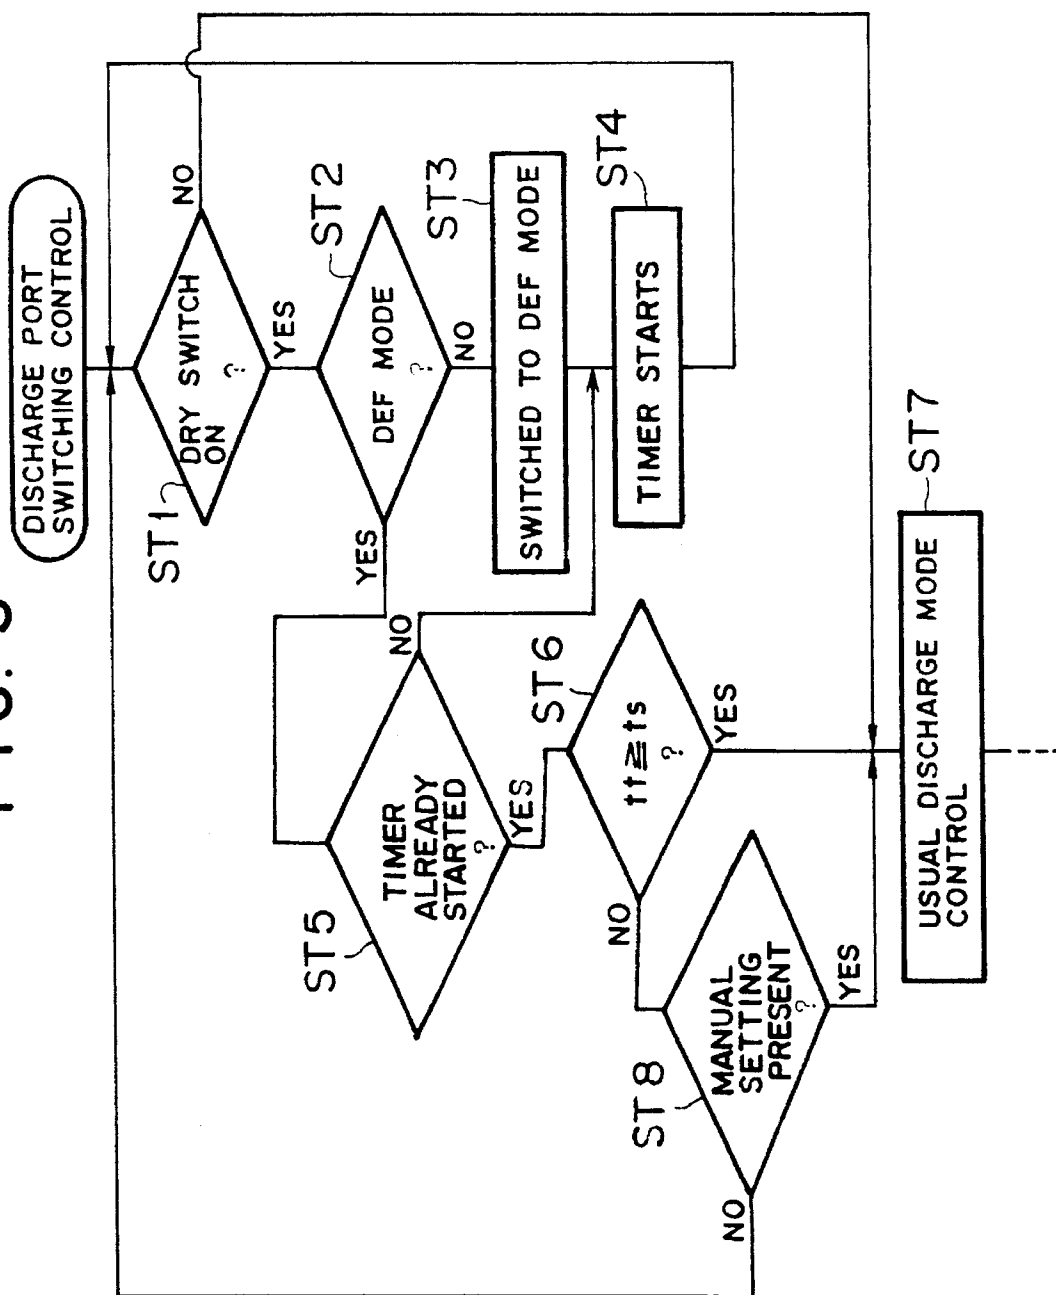 DISCHARGE PORT
SWITCHING CONTROL
ST1
DRY SWITCH
ON
?
NO
YES
ST2
DEF MODE
?
YES
NO
ST3
SWITCHED TO DEF MODE
ST4
TIMER STARTS
ST5
TIMER
ALREADY
STARTED
?
NO
YES
ST6
tt≧ts
?
NO
YES
ST8
MANUAL
SETTING
PRESENT
?
NO
YES
ST7
USUAL DISCHARGE MODE
CONTROL